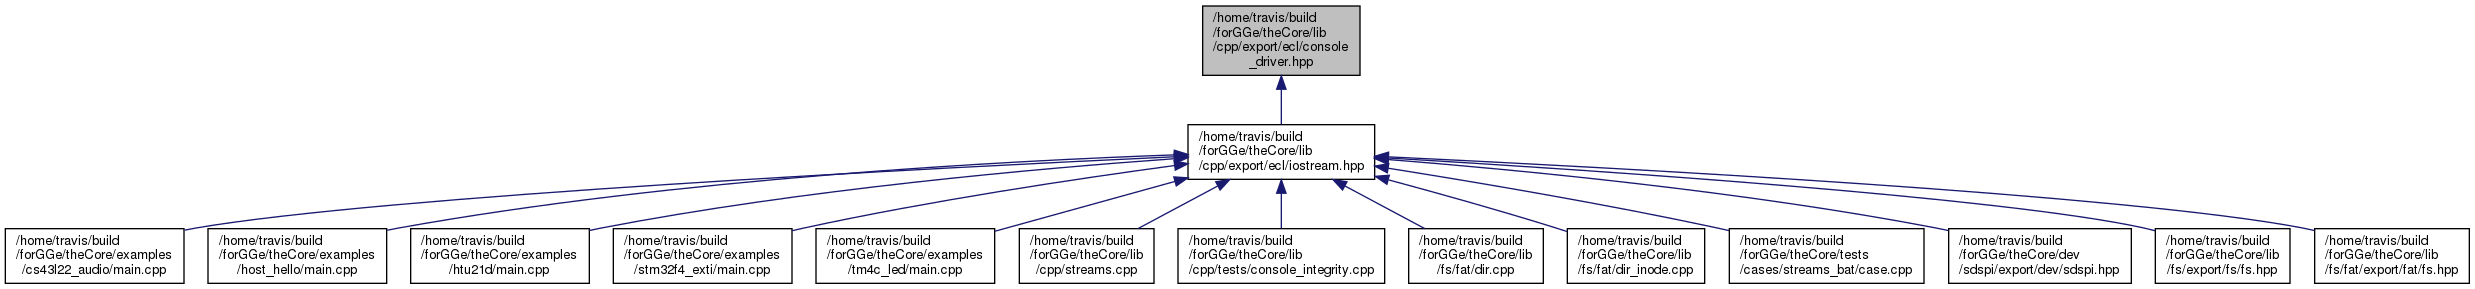 /home/travis/build
/forGGe/theCore/lib
/cpp/export/ecl/console
_driver.hpp
/home/travis/build
/forGGe/theCore/lib
/cpp/export/ecl/iostream.hpp
/home/travis/build
/forGGe/theCore/examples
/cs43l22_audio/main.cpp
/home/travis/build
/forGGe/theCore/examples
/host_hello/main.cpp
/home/travis/build
/forGGe/theCore/examples
/htu21d/main.cpp
/home/travis/build
/forGGe/theCore/examples
/stm32f4_exti/main.cpp
/home/travis/build
/forGGe/theCore/examples
/tm4c_led/main.cpp
/home/travis/build
/forGGe/theCore/lib
/cpp/streams.cpp
/home/travis/build
/forGGe/theCore/lib
/cpp/tests/console_integrity.cpp
/home/travis/build
/forGGe/theCore/lib
/fs/fat/dir.cpp
/home/travis/build
/forGGe/theCore/lib
/fs/fat/dir_inode.cpp
/home/travis/build
/forGGe/theCore/tests
/cases/streams_bat/case.cpp
/home/travis/build
/forGGe/theCore/dev
/sdspi/export/dev/sdspi.hpp
/home/travis/build
/forGGe/theCore/lib
/fs/export/fs/fs.hpp
/home/travis/build
/forGGe/theCore/lib
/fs/fat/export/fat/fs.hpp